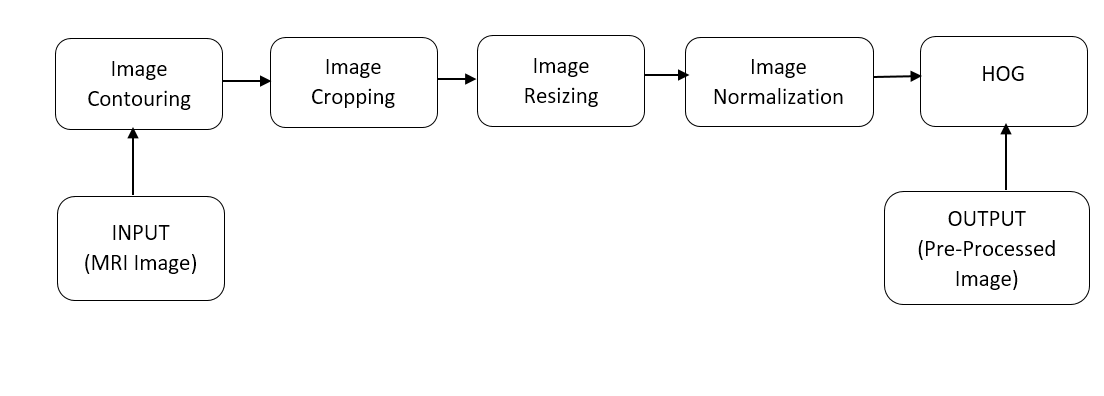 Image
Contouring
Image
Cropping
Image
Resizing
Image
Normalization
HOG
INPUT
(MRI Image)
OUTPUT
(Pre-Processed
Image)